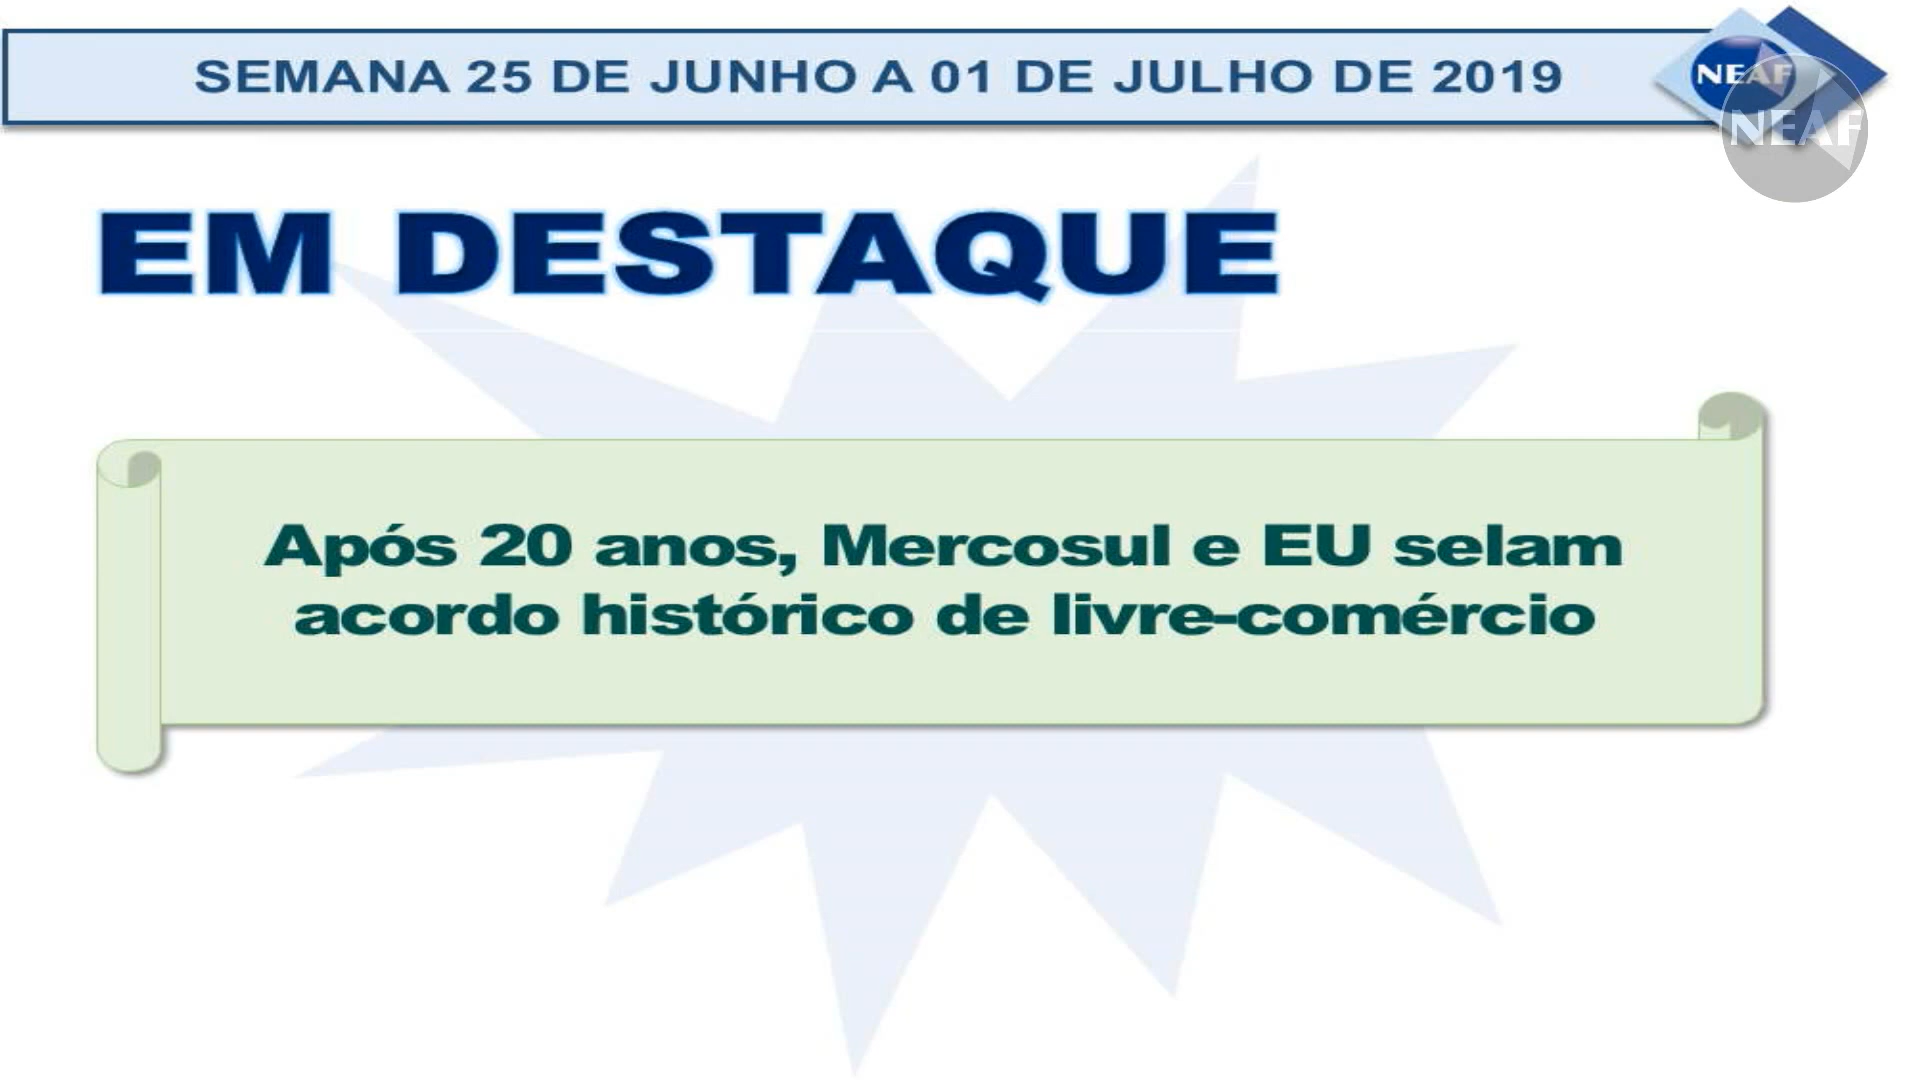 SEMANA 25 DE JUNHO A 01 DE JULHO DE 2019
NEAF
NEAF
EM DESTAQUE
Após 20 anos, Mercosul e EU selam
acordo histórico de livre-comércio